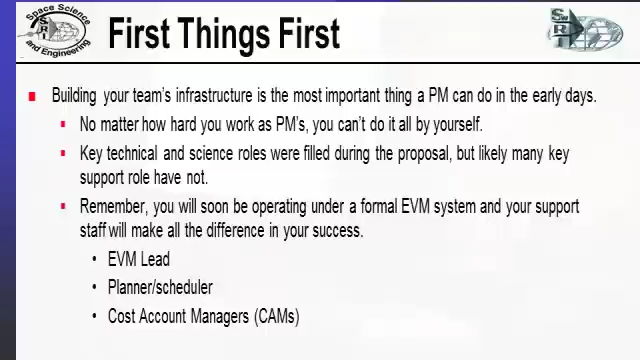 Space Science
SRI
and Engineering
First Things First
SwRI
Building your team's infrastructure is the most important thing a PM can do in the early days.
No matter how hard you work as PM's, you can't do it all by yourself.
Key technical and science roles were filled during the proposal, but likely many key
support role have not.
Remember, you will soon be operating under a formal EVM system and your support
staff will make all the difference in your success.
• EVM Lead
• Planner/scheduler
• Cost Account Managers (CAMs)